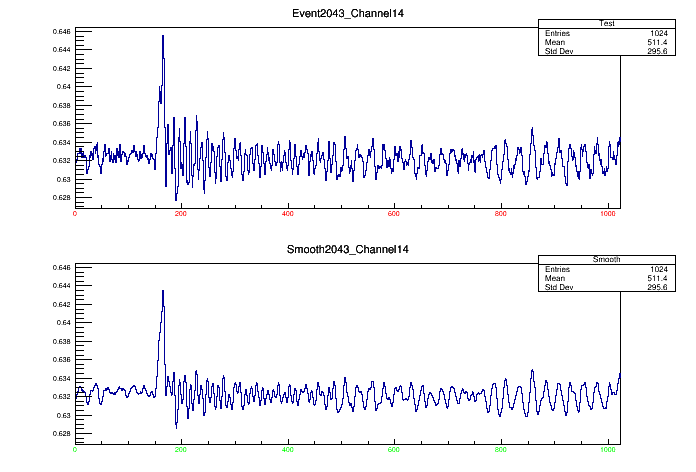 Event2043_Channel14
Test
Entries 1024
Mean 511.4
Std Dev 295.6
0.646
0.644
0.642
0.64
0.638
0.636
0.634
0.632
0.63
0.628
0 200 400 600 800 1000
Smooth2043_Channel14
Smooth
Entries 1024
Mean 511.4
Std Dev 295.6
0.646
0.644
0.642
0.64
0.638
0.636
0.634
0.632
0.63
0.628
0 200 400 600 800 1000